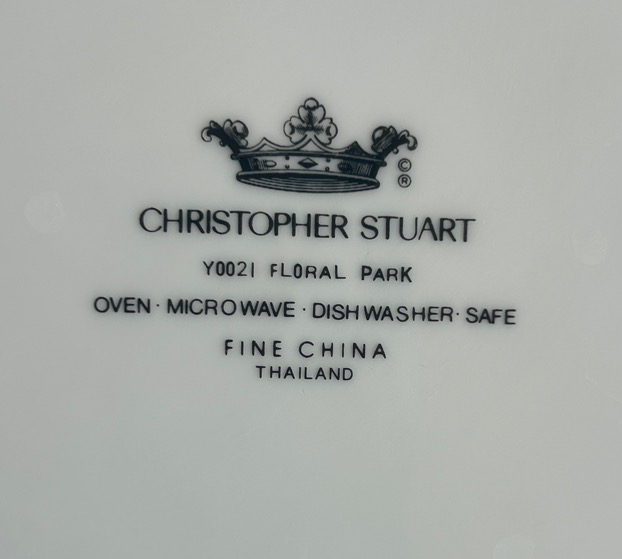 ©
®
CHRISTOPHER STUART
Y0021 FLORAL PARK
OVEN · MICROWAVE · DISHWASHER · SAFE
FINE CHINA
THAILAND